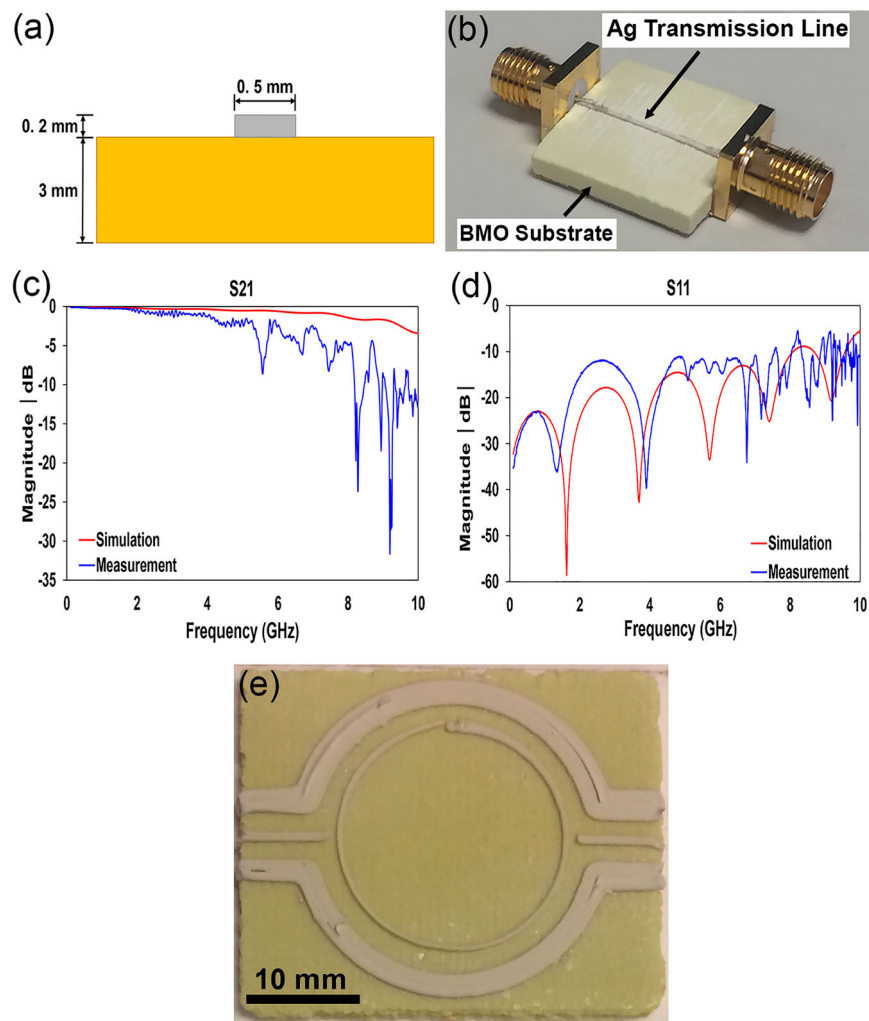 (a)
0. 5 mm
0. 2 mm
3 mm
(b)
Ag Transmission Line
BMO Substrate
(c)
S21
0
-5
-10
-15
-20
-25
-30
-35
Magnitude | dB
Simulation
Measurement
0 2 4 6 8 10
Frequency (GHz)
(d)
S11
0
-10
-20
-30
-40
-50
-60
Magnitude | dB|
Simulation
Measurement
0 2 4 6 8 10
Frequency (GHz)
(e)
10 mm